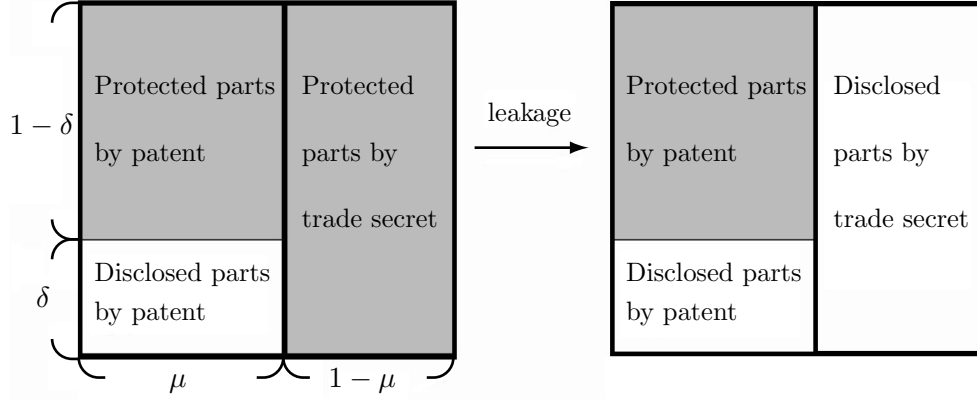 Protected parts
by patent
Protected
parts by
trade secret
1 − δ
Disclosed parts
by patent
δ
μ
1 − μ
leakage
Protected parts
by patent
Disclosed
parts by
trade secret
Disclosed parts
by patent